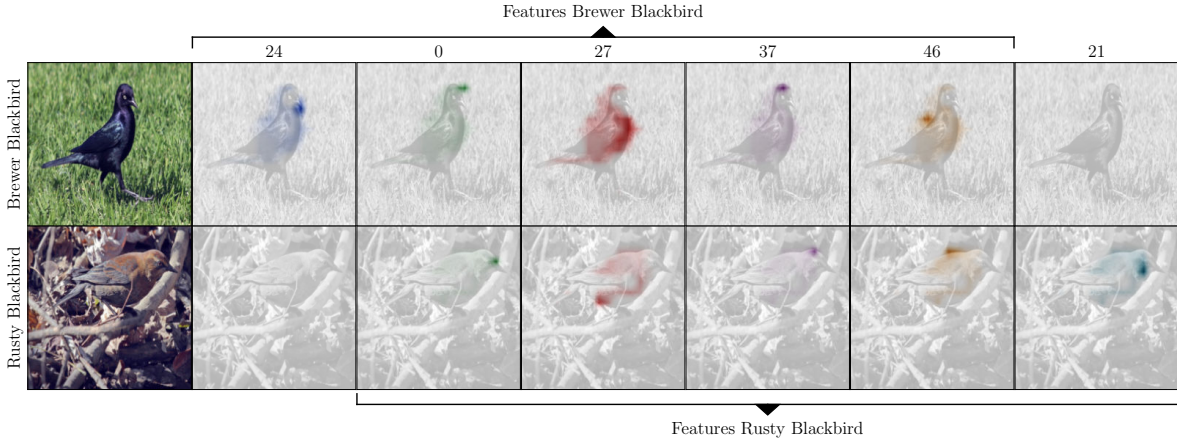 Features Brewer Blackbird
24 0 27 37 46 21
Brewer Blackbird
Rusty Blackbird
Features Rusty Blackbird